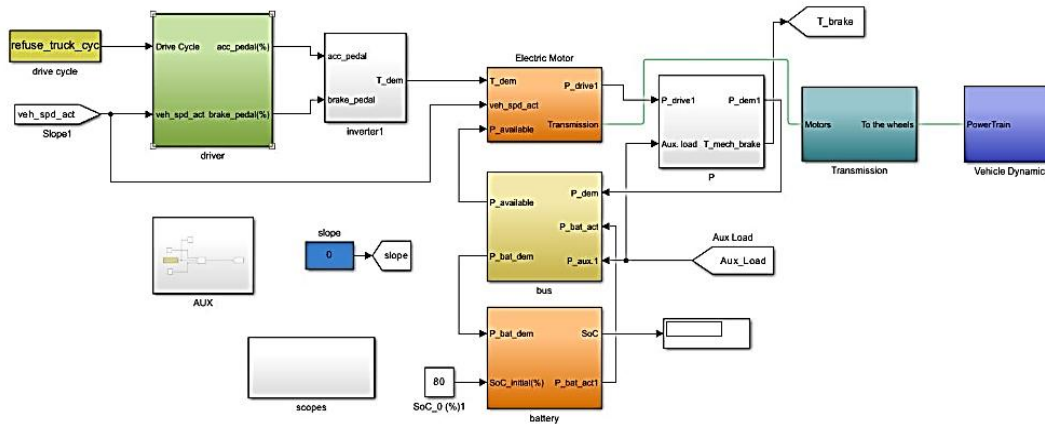 refuse_truck_cyc
drive cycle
veh_spd_act
Slope1
Drive Cycle
acc_pedal(%)
veh_spd_act
brake_pedal(%)
driver
acc_pedal
T_dem
brake_pedal
inverter1
Electric Motor
T_dem
P_drive1
veh_spd_act
Transmission
P_available
P_drive1
P_dem1
Aux. load
T_mech_brake
P
T_brake
Motors
To the wheels
Transmission
PowerTrain
Vehicle Dynamic
AUX
slope
0
slope
P_dem
P_available
P_bat_act
P_bat_dem
P_aux.1
bus
Aux Load
Aux_Load
P_bat_dem
SoC
SoC_initial(%)
P_bat_act1
battery
80
SoC_0 (%)1
scopes